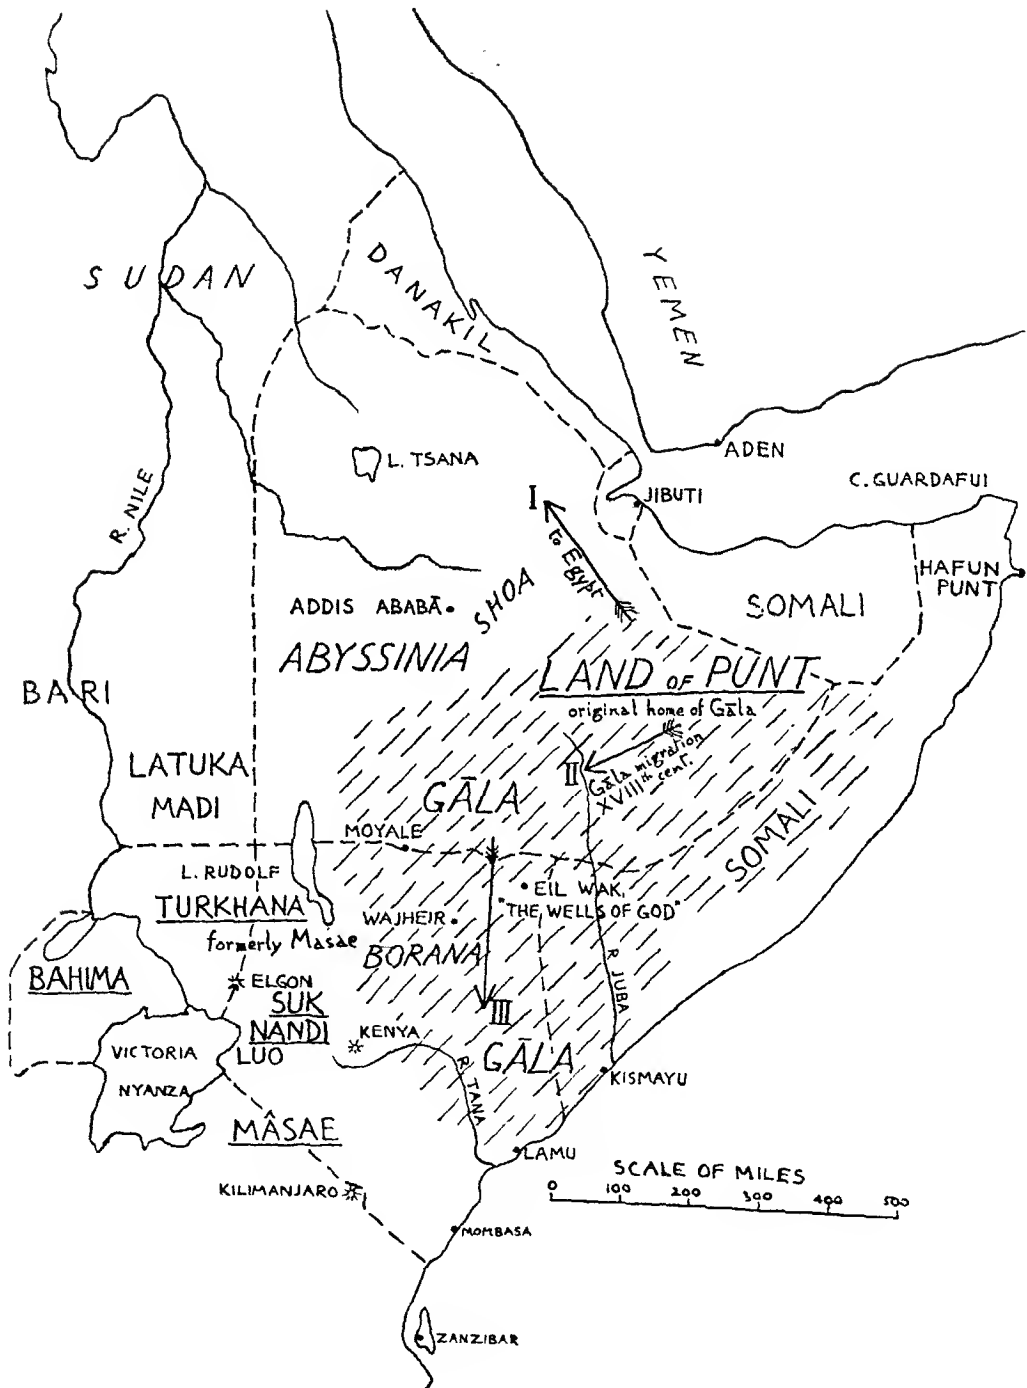 SUDAN
DANAKIL
YEMEN
ADEN
L. TSANA
R. NILE
C. GUARDAFUI
JIBUTI
I
to Egypt
HAFUN
PUNT
SOMALI
SHOA
ADDIS ABABĀ
ABYSSINIA
LAND OF PUNT
original home of Gāla
BARI
II
Gāla migration
XVIIIth cent.
LATUKA
MADI
GĀLA
SOMALI
MOYALE
L. RUDOLF
TURKHANA
formerly Masae
EIL WAK,
"THE WELLS OF GOD"
WAJHEIR
BORANA
R. JUBA
BAHIMA
ELGON
SUK
NANDI
LUO
III
KENYA
GĀLA
VICTORIA
NYANZA
R. TANA
KISMAYU
MÂSAE
LAMU
KILIMANJARO
SCALE OF MILES
0 100 200 300 400 500
MOMBASA
ZANZIBAR